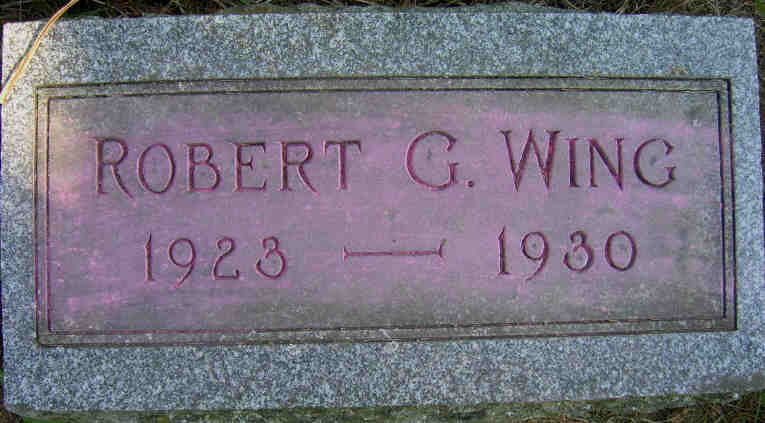 ROBERT G. WING
1923 — 1930